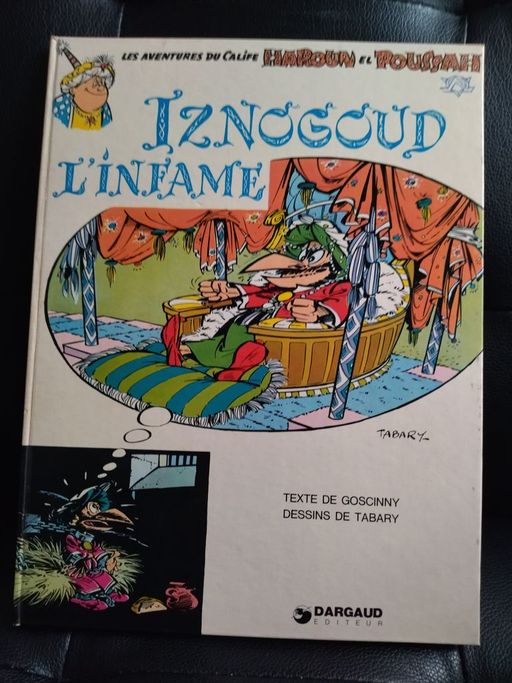 LES AVENTURES DU CALIFE HAROUN EL POUSSAH
IZNOGOUD
L'INFAME
TABARY
TEXTE DE GOSCINNY
DESSINS DE TABARY
DARGAUD
EDITEUR